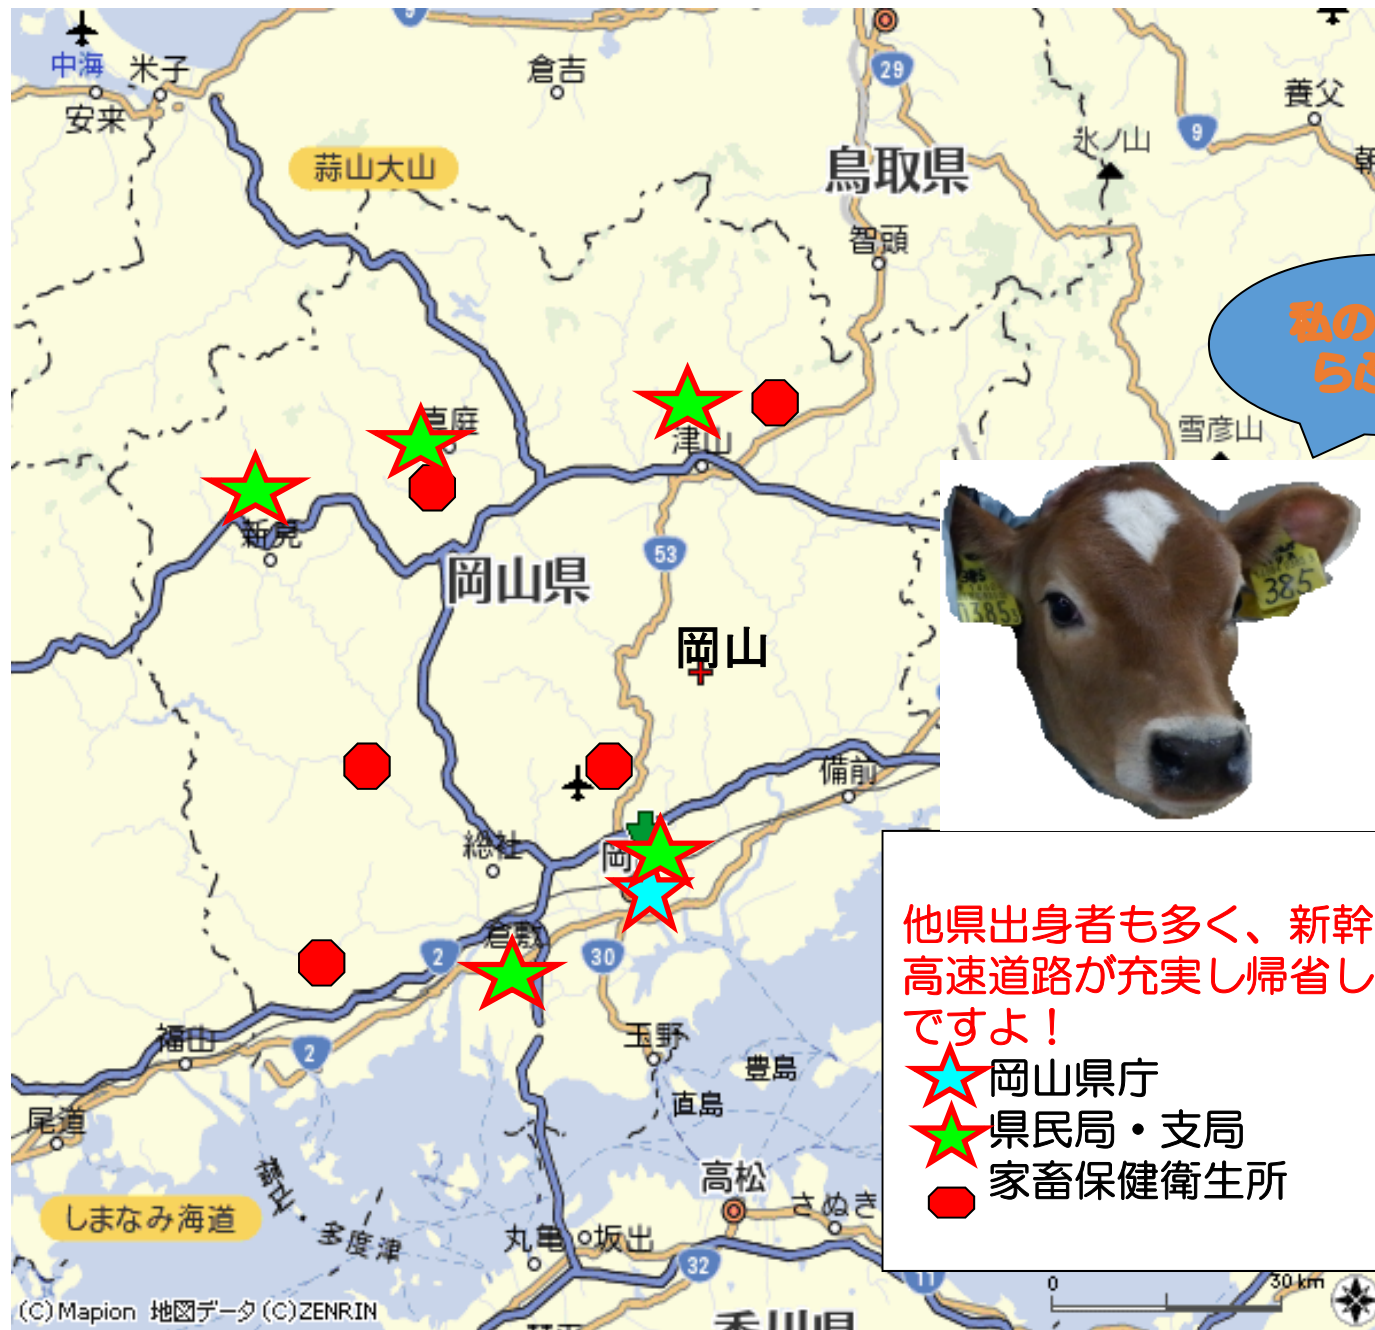 9
中海
米子
安来
倉吉
29
養父
9
氷ノ山
蒜山大山
鳥取県
智頭
私の
雪彦山
真庭
津山
新見
53
岡山県
岡山
385
385
備前
総社
岡
倉敷
2
30
他県出身者も多く、新幹
高速道路が充実し帰省し
ですよ!
岡山県庁
県民局・支局
家畜保健衛生所
福山
2
玉野
豊島
直島
尾道
高松
さぬき
しまなみ海道
多度津
丸亀
坂出
32
11
0
30 km
(C)Mapion 地図データ(C)ZENRIN
香川県